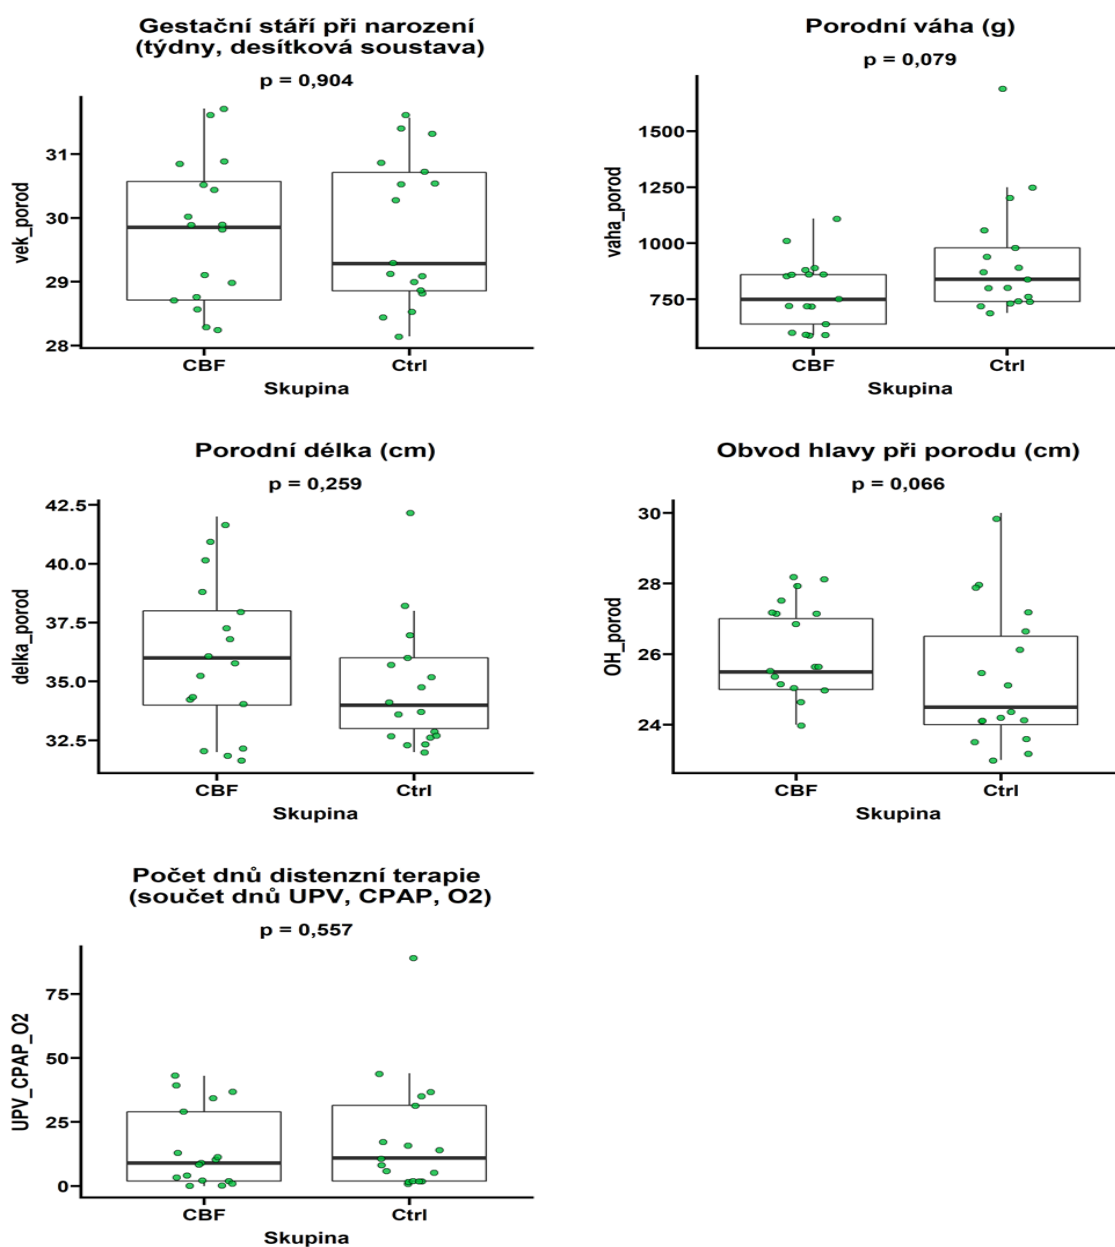 Gestační stáří při narození
(týdny, desítková soustava)
p = 0,904
vek_porod
31
30
29
28
CBF
Ctrl
Skupina
Porodní váha (g)
p = 0,079
vaha_porod
1500
1250
1000
750
CBF
Ctrl
Skupina
Porodní délka (cm)
p = 0,259
delka_porod
42.5
40.0
37.5
35.0
32.5
CBF
Ctrl
Skupina
Obvod hlavy při porodu (cm)
p = 0,066
OH_porod
30
28
26
24
CBF
Ctrl
Skupina
Počet dnů distenzní terapie
(součet dnů UPV, CPAP, O2)
p = 0,557
UPV_CPAP_O2
75
50
25
0
CBF
Ctrl
Skupina